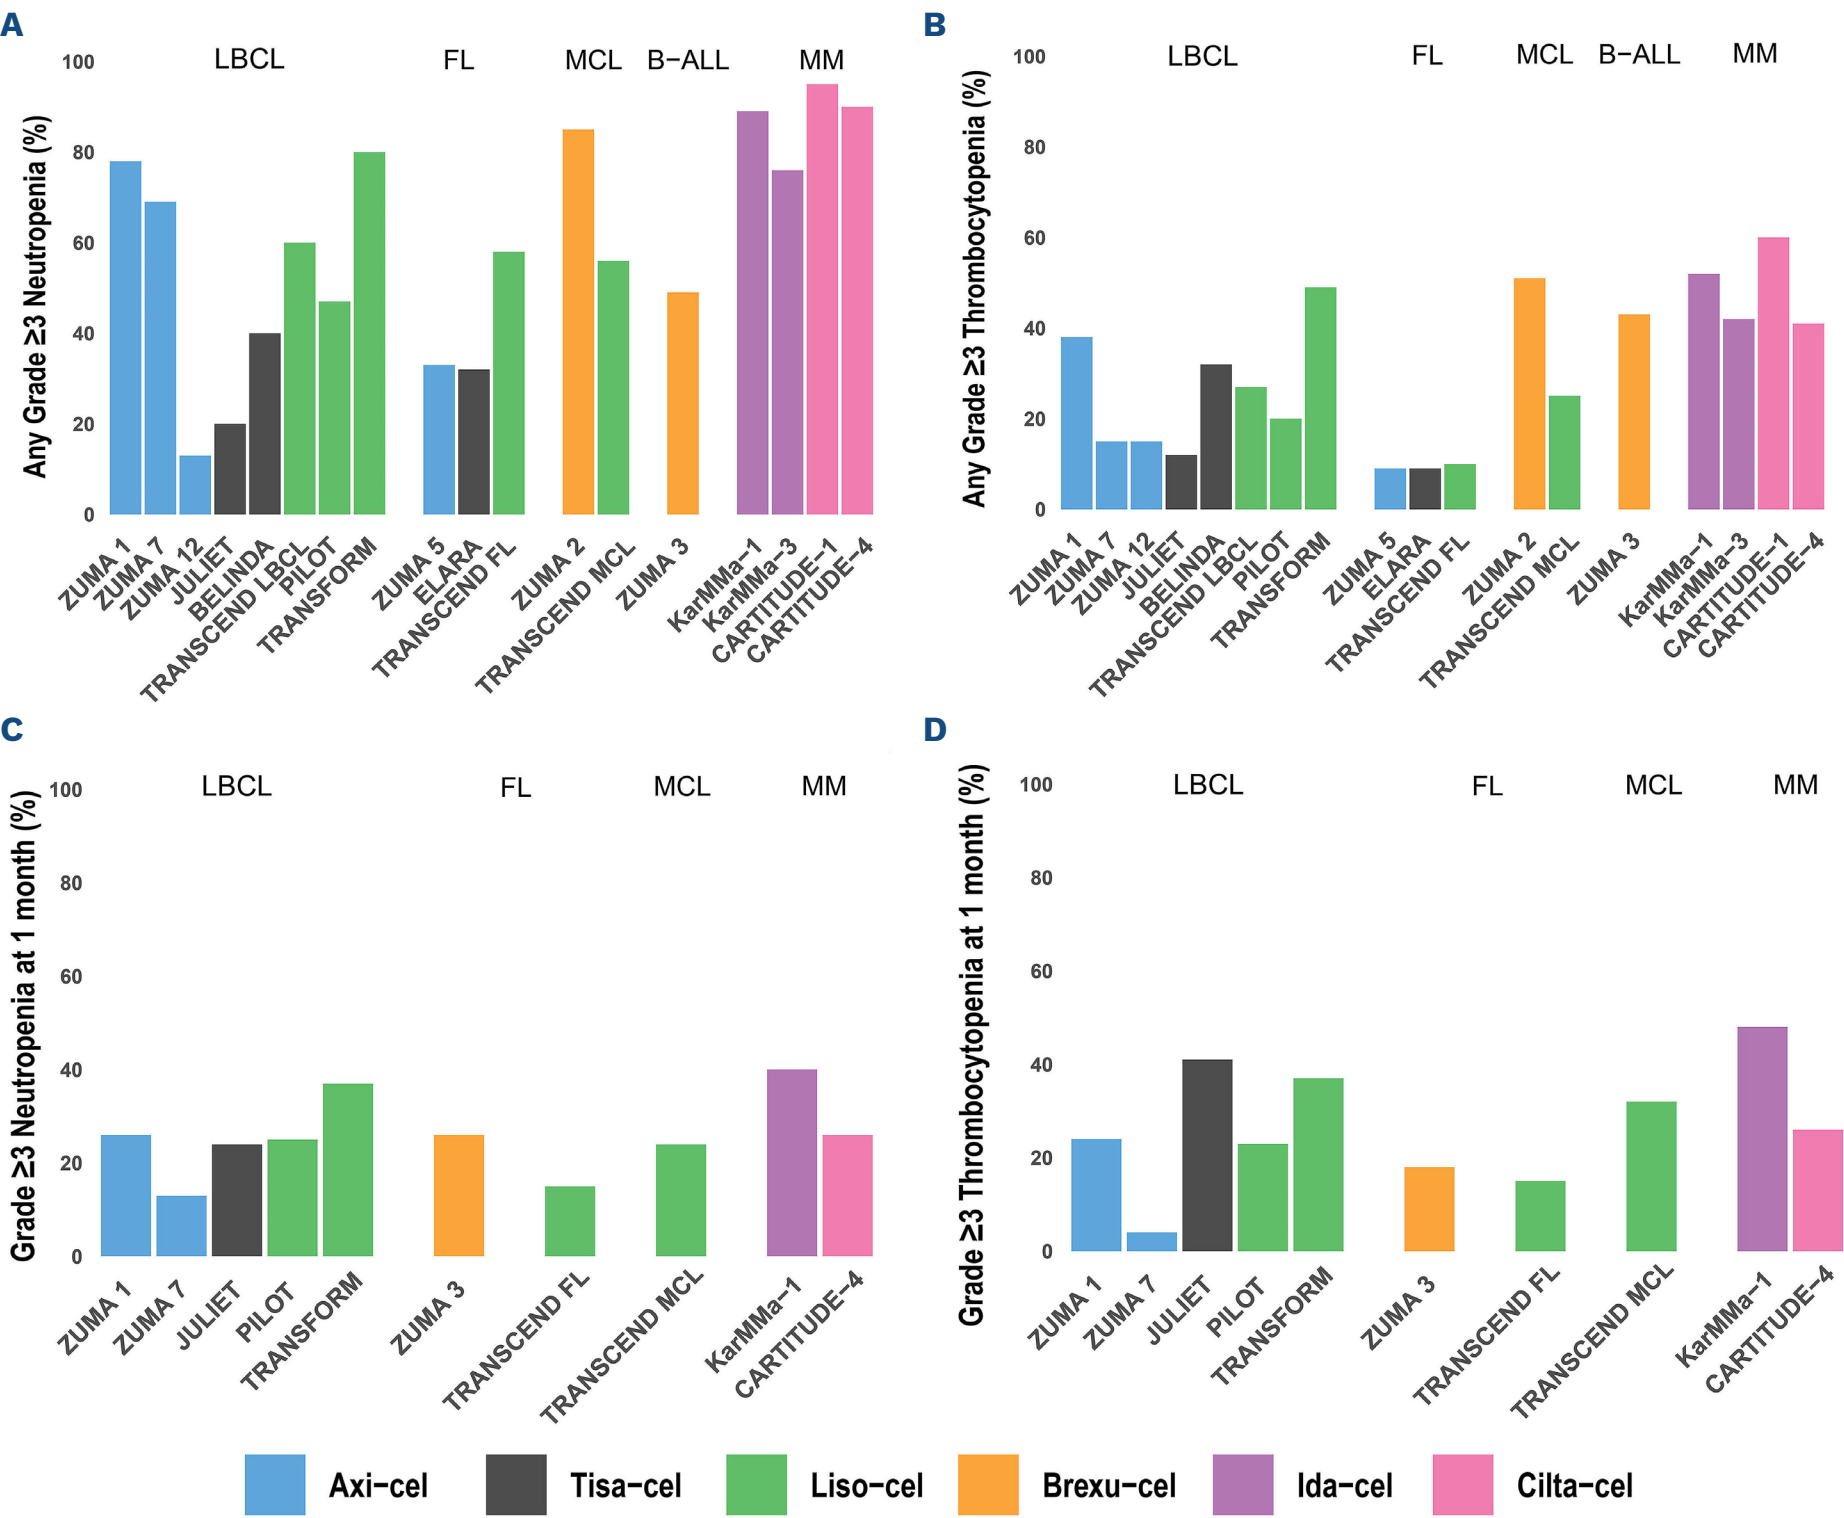 A
LBCL FL MCL B−ALL MM
Any Grade ≥3 Neutropenia (%)
100
80
60
40
20
0
ZUMA 1
ZUMA 7
ZUMA 12
JULIET
BELINDA
TRANSCEND LBCL
PILOT
TRANSFORM
ZUMA 5
ELARA
TRANSCEND FL
ZUMA 2
TRANSCEND MCL
ZUMA 3
KarMMa−1
KarMMa−3
CARTITUDE−1
CARTITUDE−4
B
LBCL FL MCL B−ALL MM
Any Grade ≥3 Thrombocytopenia (%)
100
80
60
40
20
0
ZUMA 1
ZUMA 7
ZUMA 12
JULIET
BELINDA
TRANSCEND LBCL
PILOT
TRANSFORM
ZUMA 5
ELARA
TRANSCEND FL
ZUMA 2
TRANSCEND MCL
ZUMA 3
KarMMa−1
KarMMa−3
CARTITUDE−1
CARTITUDE−4
C
LBCL FL MCL MM
Grade ≥3 Neutropenia at 1 month (%)
100
80
60
40
20
0
ZUMA 1
ZUMA 7
JULIET
PILOT
TRANSFORM
ZUMA 3
TRANSCEND FL
TRANSCEND MCL
KarMMa−1
CARTITUDE−4
D
LBCL FL MCL MM
Grade ≥3 Thrombocytopenia at 1 month (%)
100
80
60
40
20
0
ZUMA 1
ZUMA 7
JULIET
PILOT
TRANSFORM
ZUMA 3
TRANSCEND FL
TRANSCEND MCL
KarMMa−1
CARTITUDE−4
Axi−cel Tisa−cel Liso−cel Brexu−cel Ida−cel Cilta−cel